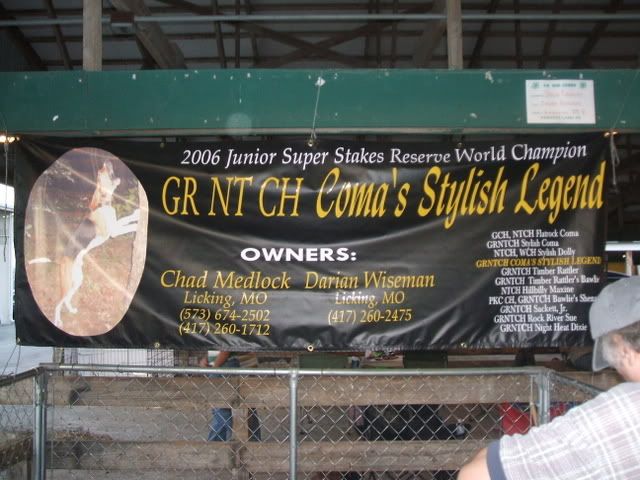 2006 Junior Super Stakes Reserve World Champion
GR NT CH Coma's Stylish Legend
OWNERS:
Chad Medlock Darian Wiseman
Licking, MO Licking, MO
(573) 674-2502 (417) 260-2475
(417) 260-1712
GCH, NTCH Flatrock Coma
GRNTCH Stylish Coma
NTCH, WCH Stylish Dolly
GRNTCH COMA'S STYLISH LEGEND
GRNTCH Timber Rattler
GRNTCH Timber Rattler's Bawlie
NTCH Hillbilly Maxine
PKC CH, GRNTCH Bawlie's
GRNTCH Sackett, Jr.
GRNTCH Rock River Sue
GRNTCH Night Heat Dixie